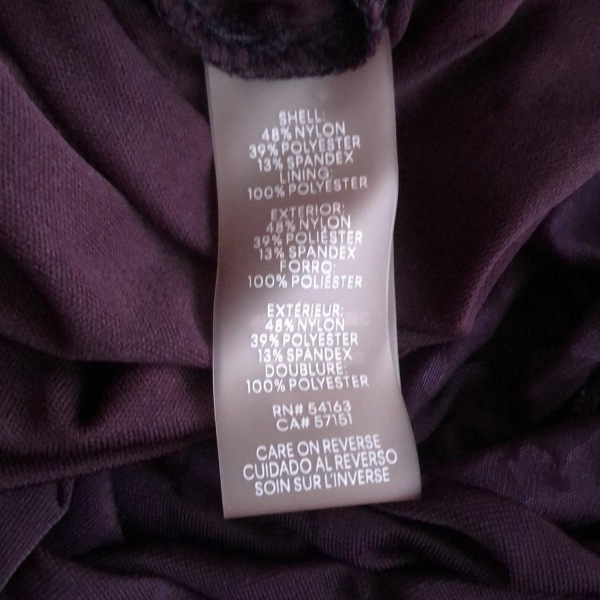 SHELL:
48% NYLON
39% POLYESTER
13% SPANDEX
LINING:
100% POLYESTER
EXTERIOR:
48% NYLON
39% POLIÉSTER
13% SPANDEX
FORRO:
100% POLIÉSTER
EXTÉRIEUR:
48% NYLON
39% POLYESTER
13% SPANDEX
DOUBLURE:
100% POLYESTER
RN# 54163
CA# 57151
CARE ON REVERSE
CUIDADO AL REVERSO
SOIN SUR L'INVERSE